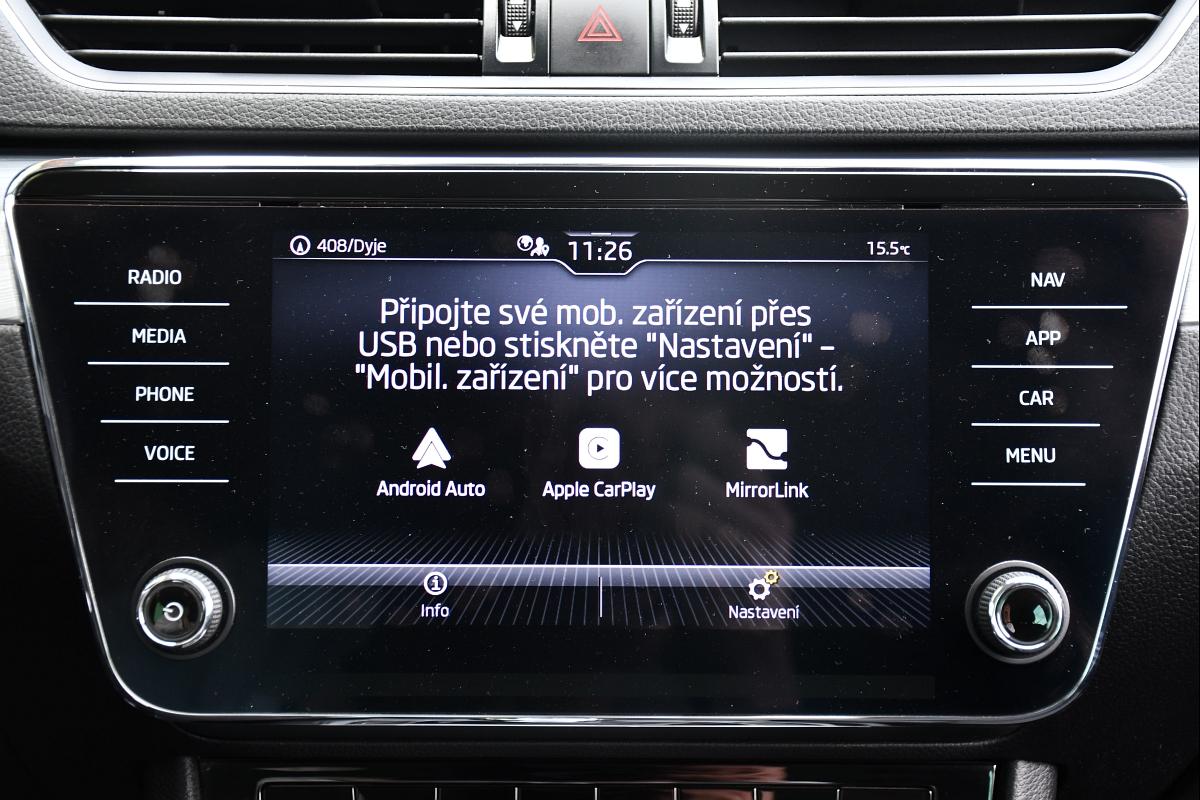 408/Dyje
11:26
15.5°C
RADIO
MEDIA
PHONE
VOICE
Připojte své mob. zařízení přes
USB nebo stiskněte "Nastavení" –
"Mobil. zařízení" pro více možností.
Android Auto
Apple CarPlay
MirrorLink
Info
Nastavení
NAV
APP
CAR
MENU